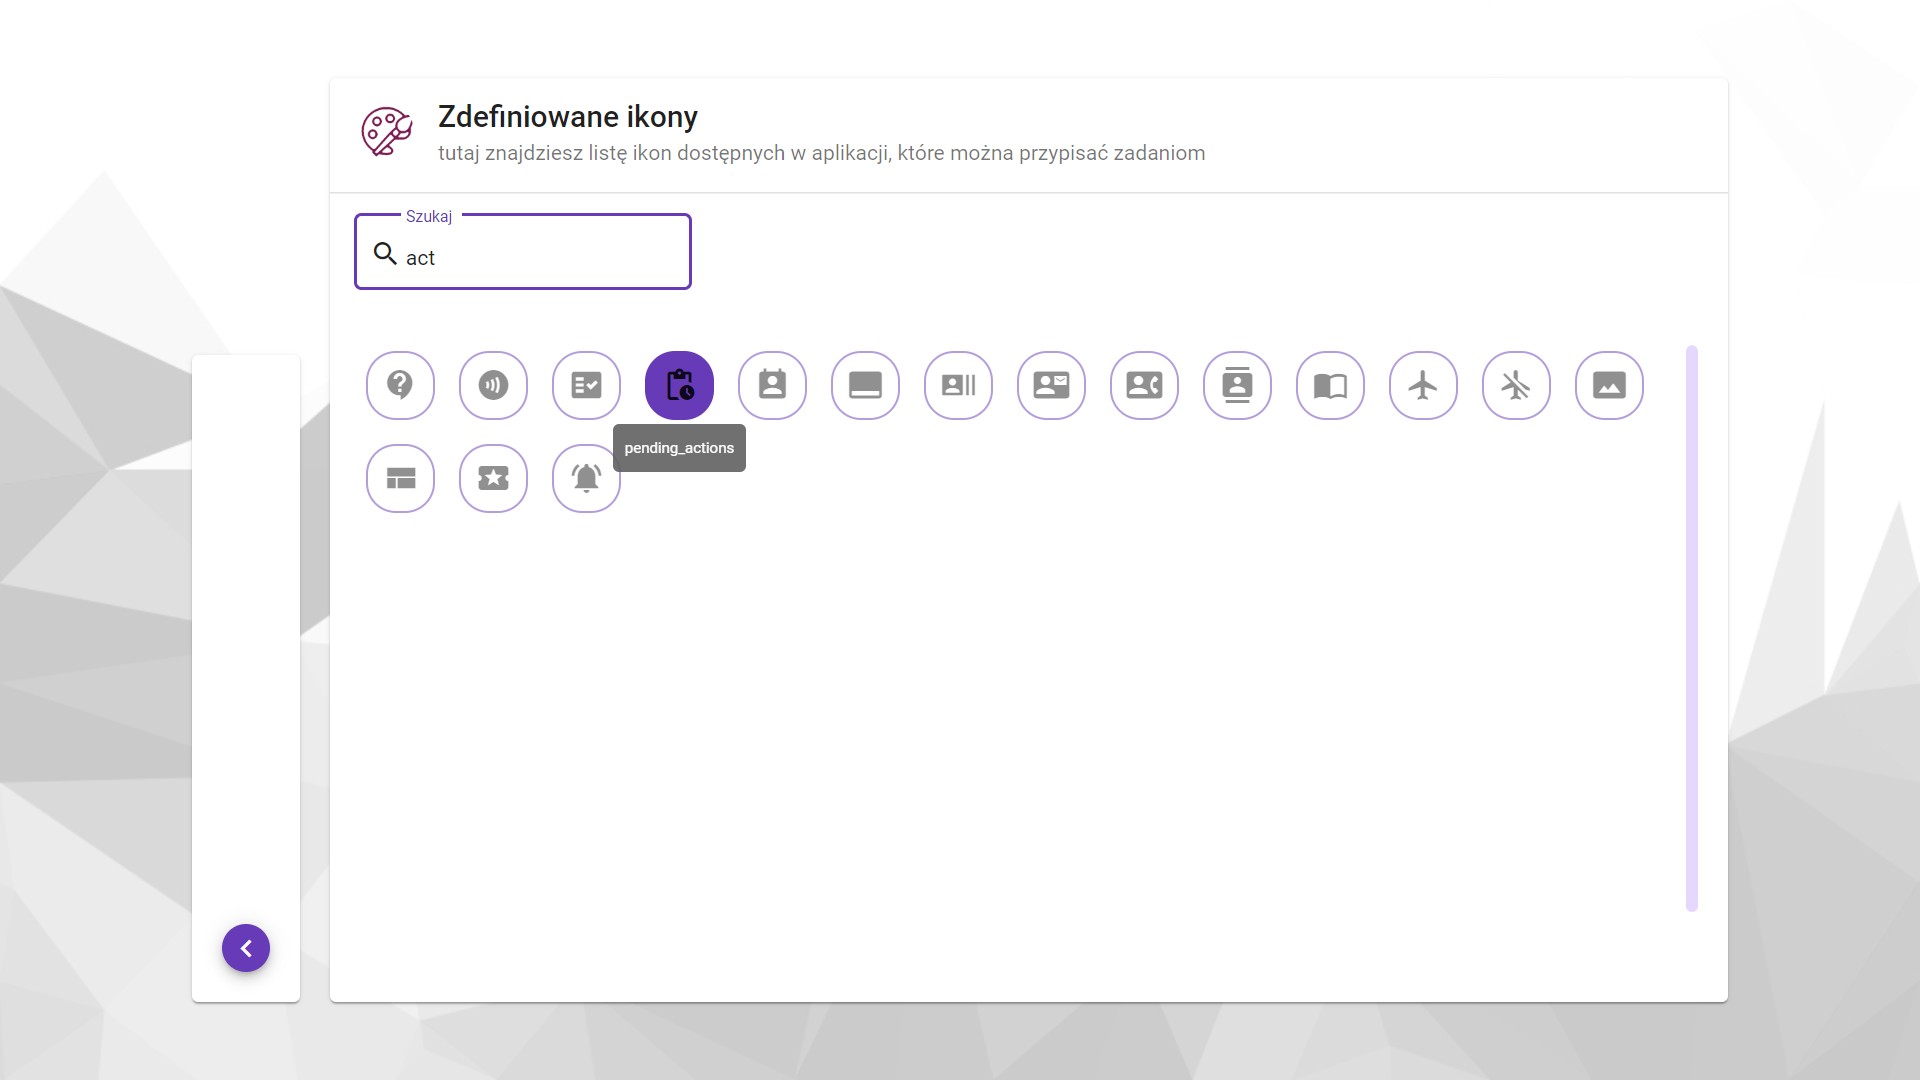 Zdefiniowane ikony
tutaj znajdziesz listę ikon dostępnych w aplikacji, które można przypisać zadaniom
Szukaj
act
pending_actions